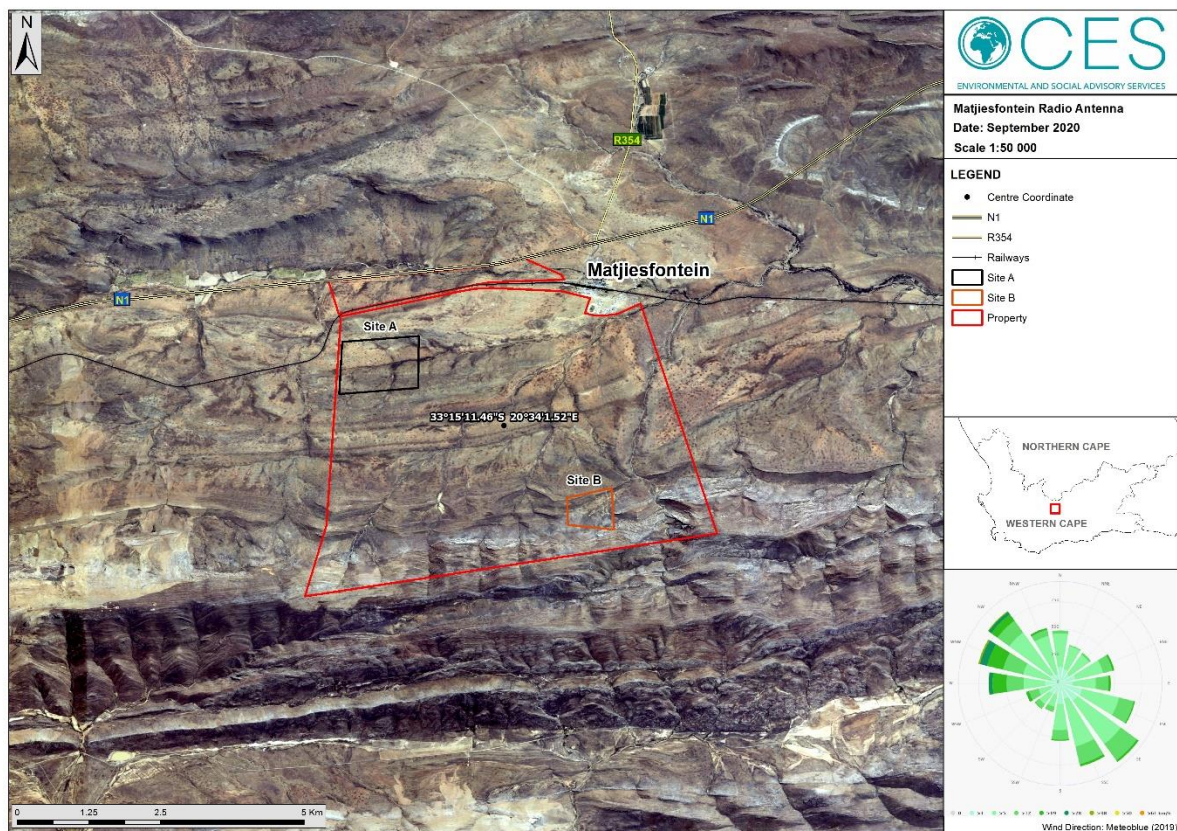 N
R354
N1
Matjiesfontein
N1
Site A
33°15'11.46"S 20°34'1.52"E
Site B
0 1.25 2.5 5 Km
CES
ENVIRONMENTAL AND SOCIAL ADVISORY SERVICES
Matjiesfontein Radio Antenna
Date: September 2020
Scale 1:50 000
LEGEND
Centre Coordinate
N1
R354
Railways
Site A
Site B
Property
NORTHERN CAPE
WESTERN CAPE
Wind Direction: Meteoblue (2019)